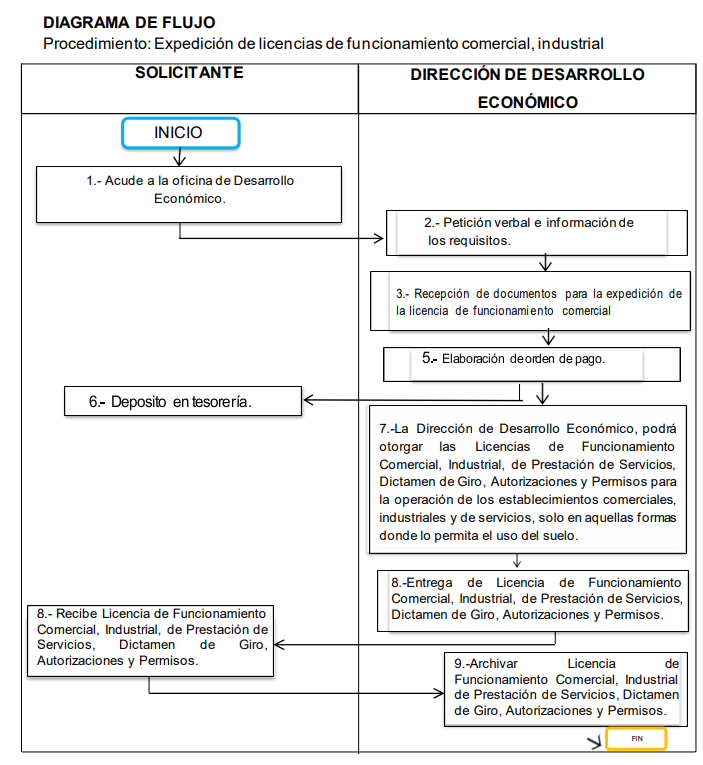 DIAGRAMA DE FLUJO
Procedimiento: Expedición de licencias de funcionamiento comercial, industrial
SOLICITANTE
DIRECCIÓN DE DESARROLLO
ECONÓMICO
INICIO
1.- Acude a la oficina de Desarrollo
Económico.
2.- Petición verbal e información de
los requisitos.
3.- Recepción de documentos para la expedición de
la licencia de funcionamiento comercial
5.- Elaboración de orden de pago.
6.- Deposito en tesorería.
7.-La Dirección de Desarrollo Económico, podrá
otorgar las Licencias de Funcionamiento
Comercial, Industrial, de Prestación de Servicios,
Dictamen de Giro, Autorizaciones y Permisos para
la operación de los establecimientos comerciales,
industriales y de servicios, solo en aquellas formas
donde lo permita el uso del suelo.
8.-Entrega de Licencia de Funcionamiento
Comercial, Industrial, de Prestación de Servicios,
Dictamen de Giro, Autorizaciones y Permisos.
8.- Recibe Licencia de Funcionamiento
Comercial, Industrial, de Prestación de
Servicios, Dictamen de Giro,
Autorizaciones y Permisos.
9.-Archivar Licencia de
Funcionamiento Comercial, Industrial
de Prestación de Servicios, Dictamen
de Giro, Autorizaciones y Permisos.
FIN